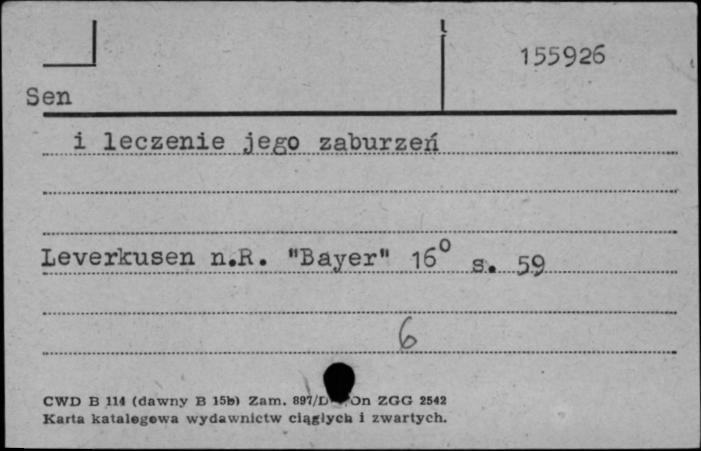 155926
Sen
i leczenie jego zaburzeń
Leverkusen n.R. "Bayer" 16⁰ s. 59
6
CWD B 114 (dawny B 15b) Zam. 897/D On ZGG 2542
Karta katalogowa wydawnictw ciągłych i zwartych.